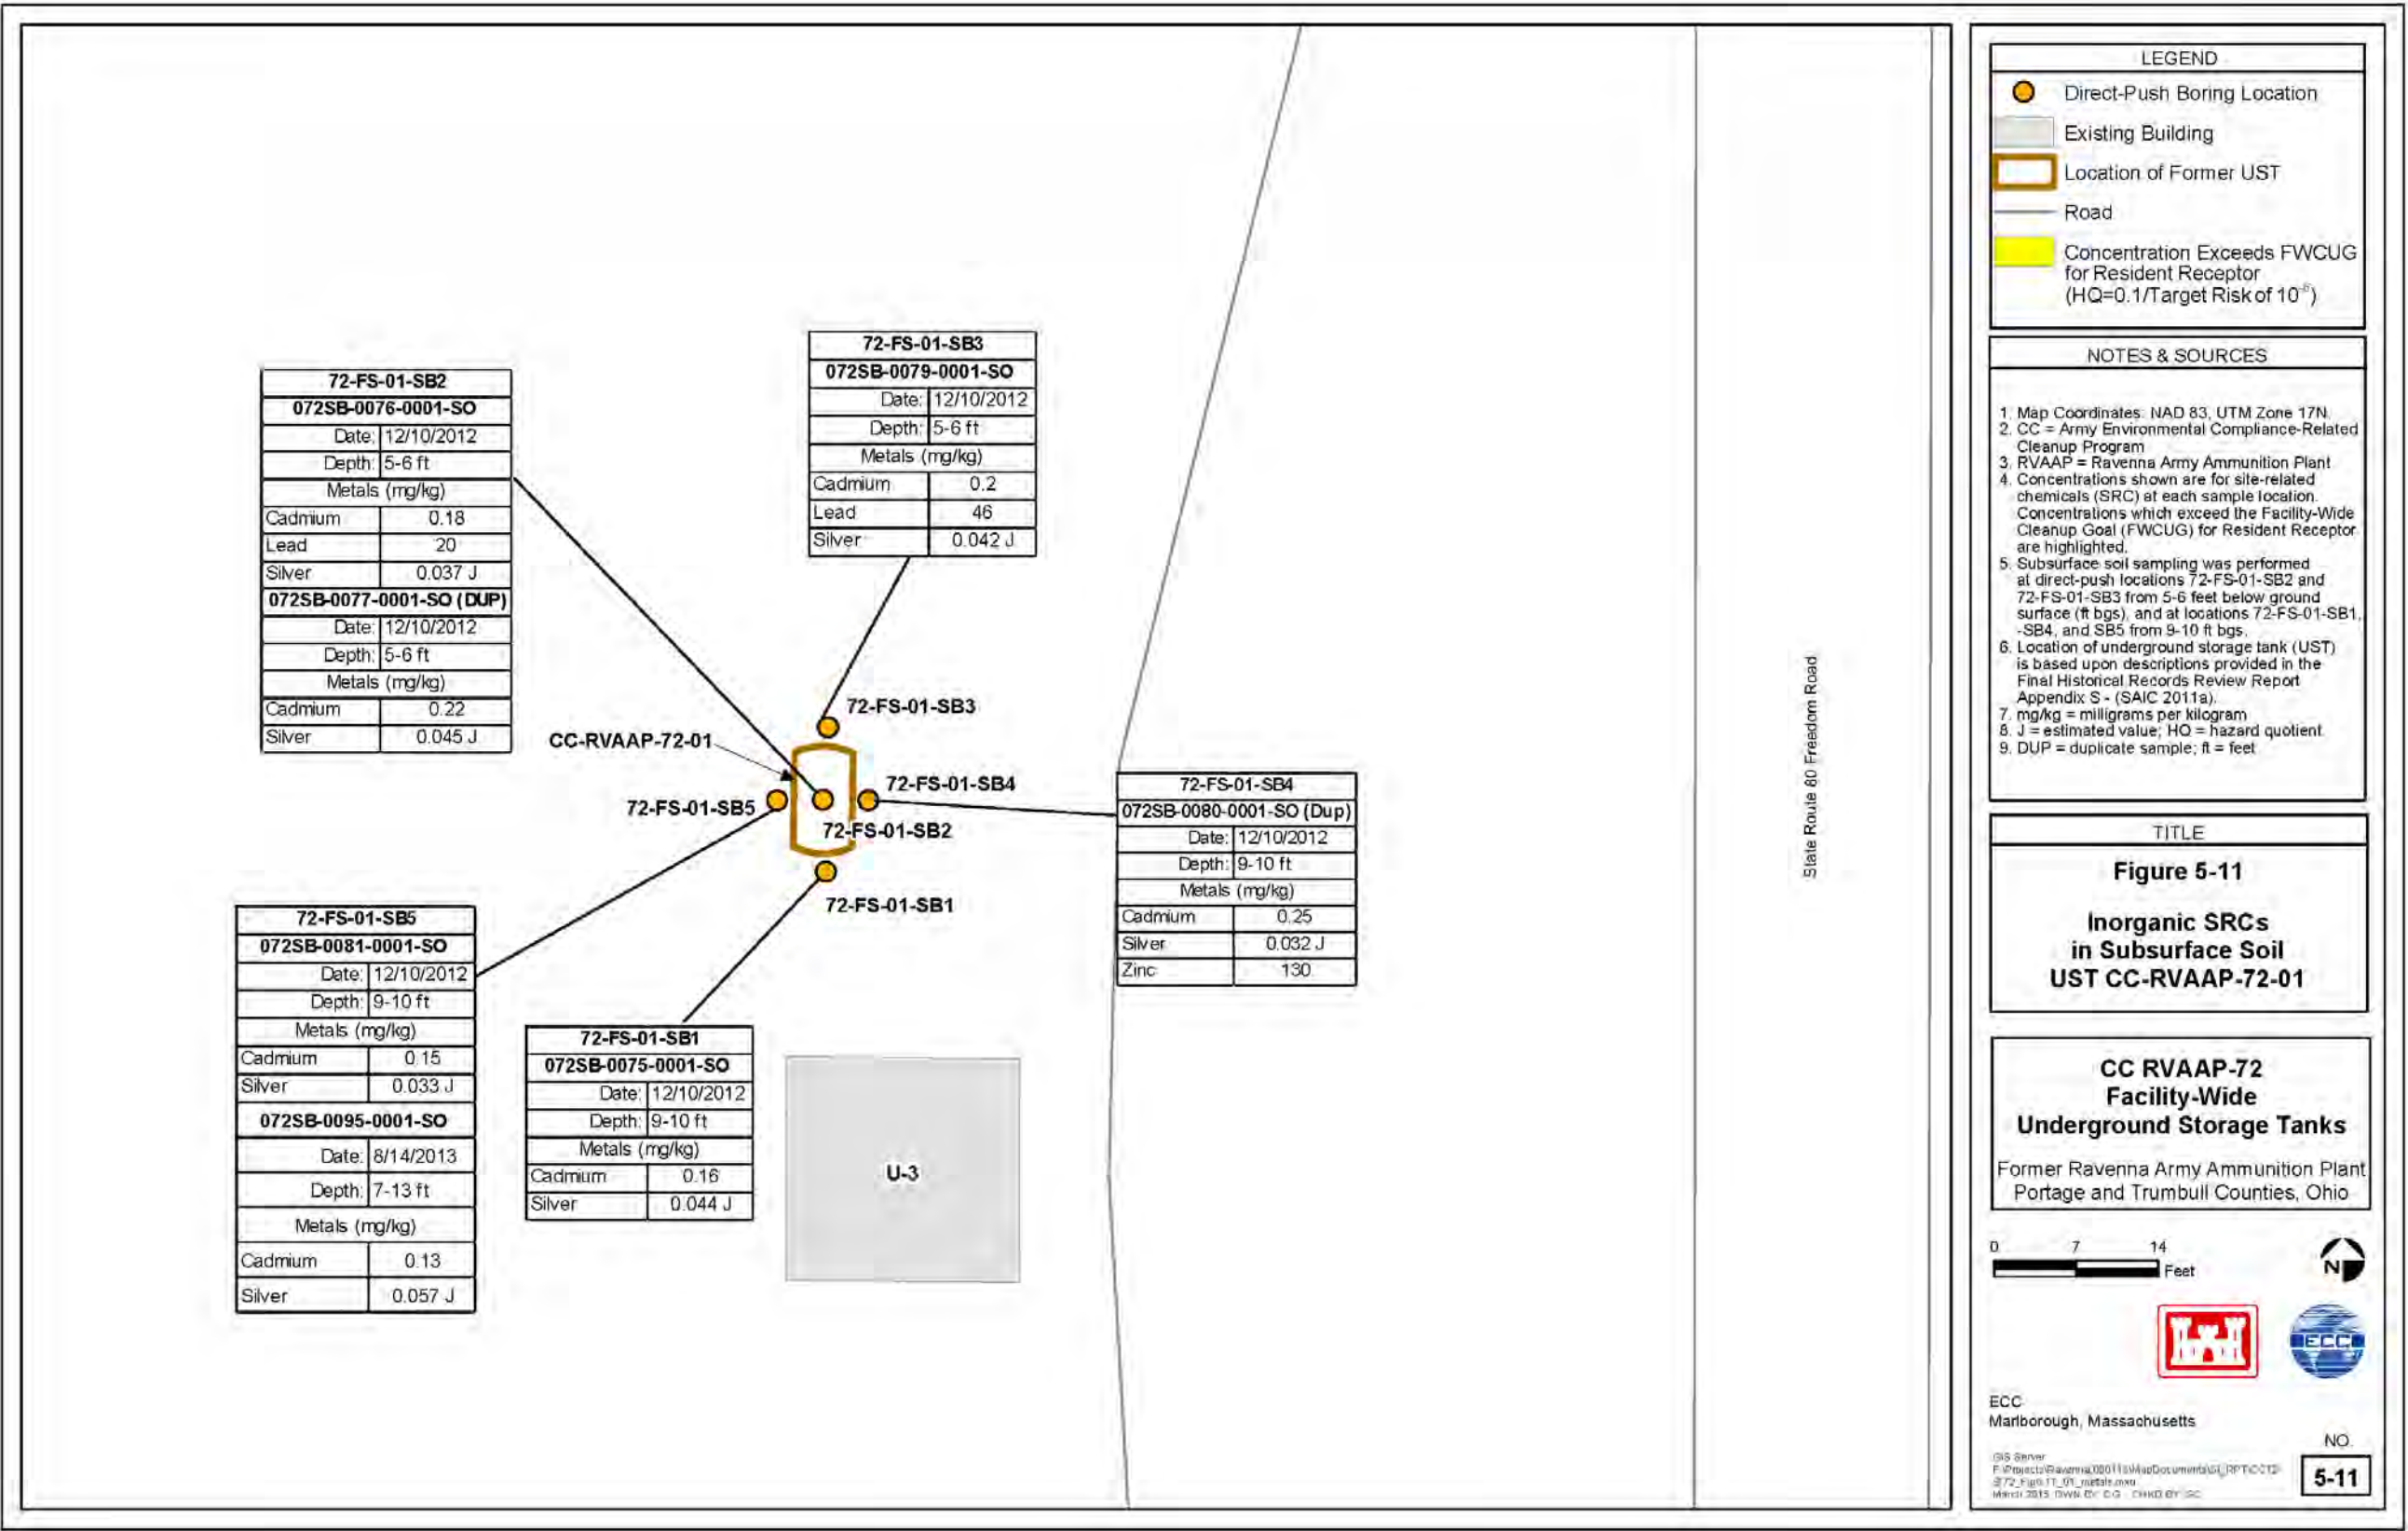 72-FS-01-SB2
072SB-0076-0001-SO
Date: 12/10/2012
Depth: 5-6 ft
Metals (mg/kg)
Cadmium 0.18
Lead 20
Silver 0.037 J
072SB-0077-0001-SO (DUP)
Date: 12/10/2012
Depth: 5-6 ft
Metals (mg/kg)
Cadmium 0.22
Silver 0.045 J
72-FS-01-SB3
072SB-0079-0001-SO
Date: 12/10/2012
Depth: 5-6 ft
Metals (mg/kg)
Cadmium 0.2
Lead 46
Silver 0.042 J
72-FS-01-SB3
CC-RVAAP-72-01
72-FS-01-SB4
72-FS-01-SB5
72-FS-01-SB2
72-FS-01-SB1
72-FS-01-SB4
072SB-0080-0001-SO (Dup)
Date: 12/10/2012
Depth: 9-10 ft
Metals (mg/kg)
Cadmium 0.25
Silver 0.032 J
Zinc 130
72-FS-01-SB5
072SB-0081-0001-SO
Date: 12/10/2012
Depth: 9-10 ft
Metals (mg/kg)
Cadmium 0.15
Silver 0.033 J
072SB-0095-0001-SO
Date: 8/14/2013
Depth: 7-13 ft
Metals (mg/kg)
Cadmium 0.13
Silver 0.057 J
72-FS-01-SB1
072SB-0075-0001-SO
Date: 12/10/2012
Depth: 9-10 ft
Metals (mg/kg)
Cadmium 0.16
Silver 0.044 J
U-3
State Route 80 Freedom Road
LEGEND
Direct-Push Boring Location
Existing Building
Location of Former UST
Road
Concentration Exceeds FWCUG
for Resident Receptor
(HQ=0.1/Target Risk of 10⁻⁶)
NOTES & SOURCES
1. Map Coordinates: NAD 83, UTM Zone 17N
2. CC = Army Environmental Compliance-Related
Cleanup Program
3. RVAAP = Ravenna Army Ammunition Plant
4. Concentrations shown are for site-related
chemicals (SRC) at each sample location.
Concentrations which exceed the Facility-Wide
Cleanup Goal (FWCUG) for Resident Receptor
are highlighted.
5. Subsurface soil sampling was performed
at direct-push locations 72-FS-01-SB2 and
72-FS-01-SB3 from 5-6 feet below ground
surface (ft bgs), and at locations 72-FS-01-SB1,
-SB4, and SB5 from 9-10 ft bgs.
6. Location of underground storage tank (UST)
is based upon descriptions provided in the
Final Historical Records Review Report
Appendix S - (SAIC 2011a).
7. mg/kg = milligrams per kilogram
8. J = estimated value; HQ = hazard quotient
9. DUP = duplicate sample; ft = feet
TITLE
Figure 5-11
Inorganic SRCs
in Subsurface Soil
UST CC-RVAAP-72-01
CC RVAAP-72
Facility-Wide
Underground Storage Tanks
Former Ravenna Army Ammunition Plant
Portage and Trumbull Counties, Ohio
0 7 14
Feet
N
ECC
ECC
Marlborough, Massachusetts
NO.
5-11
GIS Server
March 2015 DWN BY: CG CHKD BY: